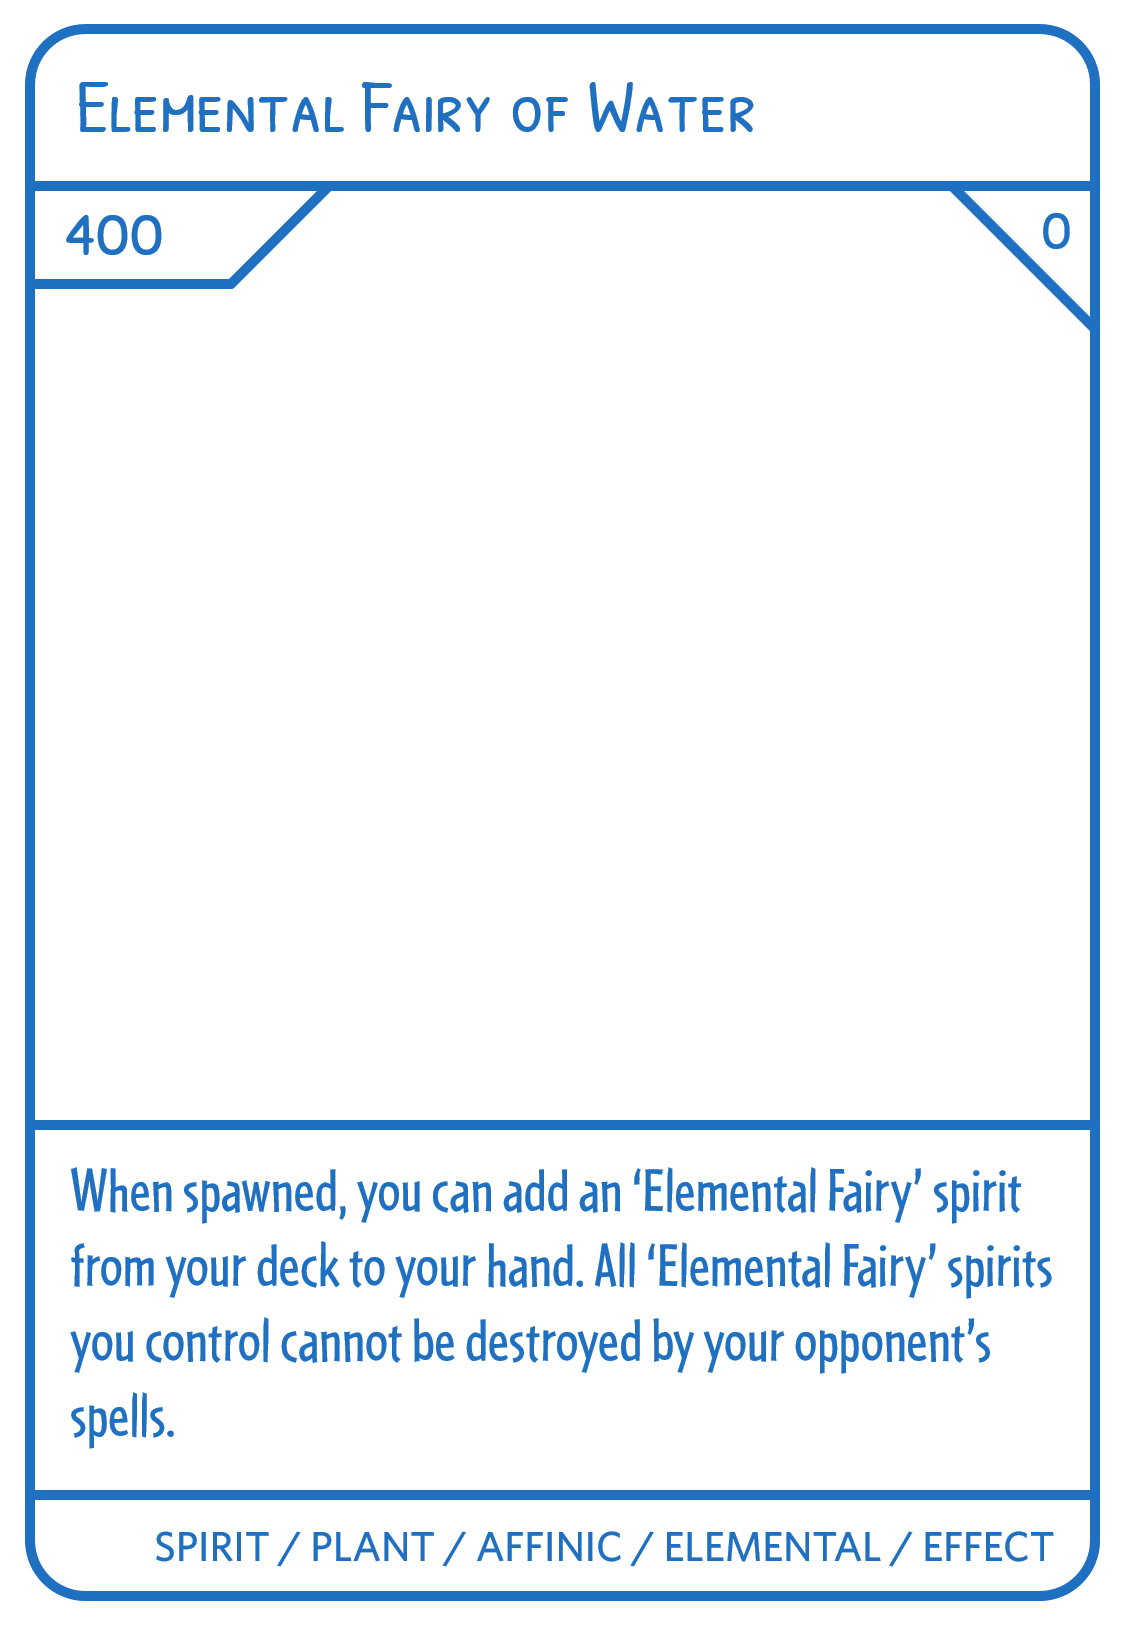 Elemental Fairy of Water
400
0
When spawned, you can add an ‘Elemental Fairy’ spirit
from your deck to your hand. All ‘Elemental Fairy’ spirits
you control cannot be destroyed by your opponent’s
spells.
SPIRIT / PLANT / AFFINIC / ELEMENTAL / EFFECT